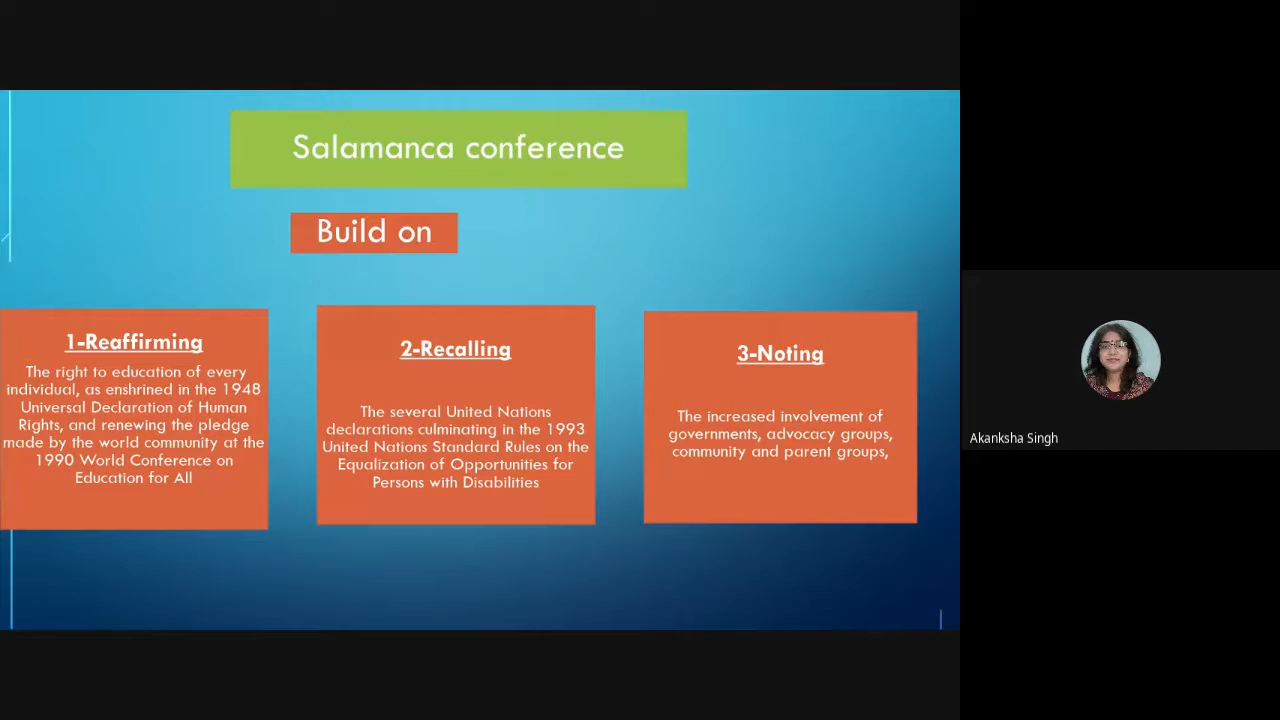 Salamanca conference
Build on
1-Reaffirming
The right to education of every
individual, as enshrined in the 1948
Universal Declaration of Human
Rights, and renewing the pledge
made by the world community at the
1990 World Conference on
Education for All
2-Recalling
The several United Nations
declarations culminating in the 1993
United Nations Standard Rules on the
Equalization of Opportunities for
Persons with Disabilities
3-Noting
The increased involvement of
governments, advocacy groups,
community and parent groups,
Akanksha Singh